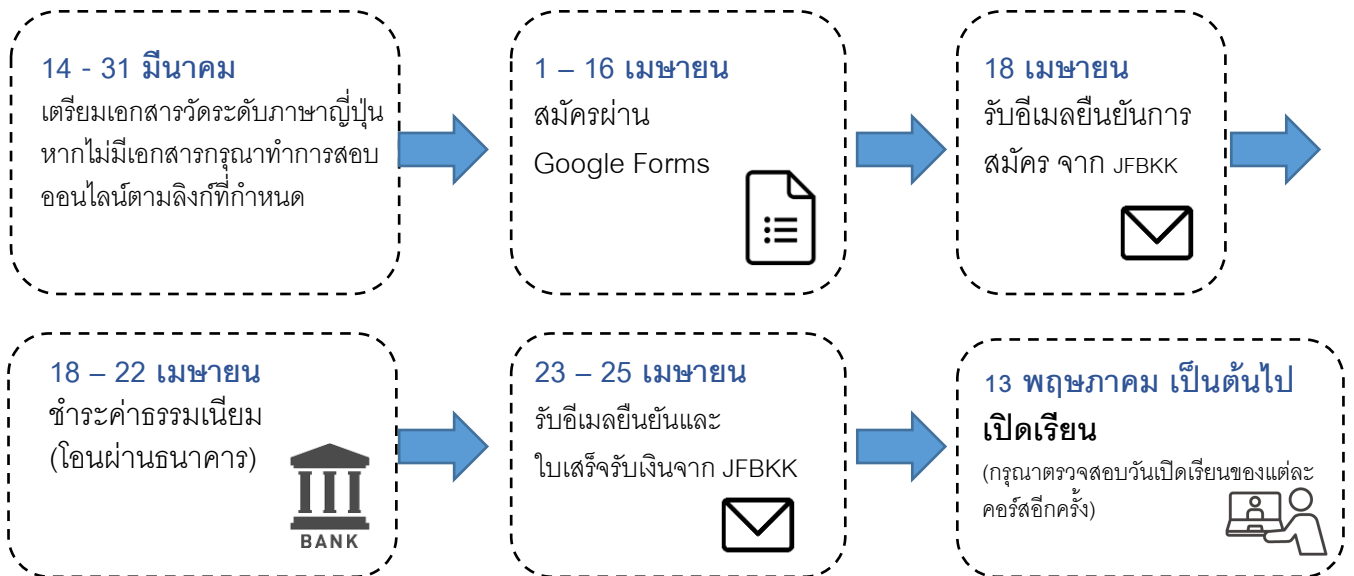 14 - 31 มีนาคม
เตรียมเอกสารวัดระดับภาษาญี่ปุ่น
หากไม่มีเอกสารกรุณาทำการสอบ
ออนไลน์ตามลิงก์ที่กำหนด
1 – 16 เมษายน
สมัครผ่าน
Google Forms
18 เมษายน
รับอีเมลยืนยันการ
สมัคร จาก JFBKK
18 – 22 เมษายน
ชำระค่าธรรมเนียม
(โอนผ่านธนาคาร)
BANK
23 – 25 เมษายน
รับอีเมลยืนยันและ
ใบเสร็จรับเงินจาก JFBKK
13 พฤษภาคม เป็นต้นไป
เปิดเรียน
(กรุณาตรวจสอบวันเปิดเรียนของแต่ละ
คอร์สอีกครั้ง)